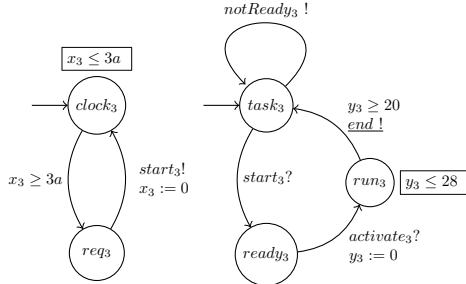 notReady₃ !
x₃ ≤ 3a
clock₃
task₃
y₃ ≥ 20
end !
x₃ ≥ 3a
start₃!
x₃ := 0
start₃?
run₃
y₃ ≤ 28
req₃
ready₃
activate₃?
y₃ := 0